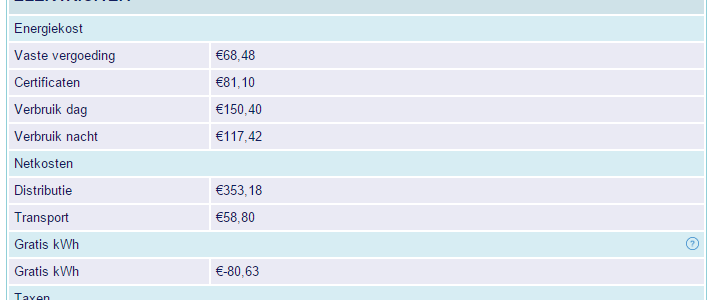 Energiekost
Vaste vergoeding €68,48
Certificaten €81,10
Verbruik dag €150,40
Verbruik nacht €117,42
Netkosten
Distributie €353,18
Transport €58,80
Gratis kWh ?
Gratis kWh €-80,63
Taxen